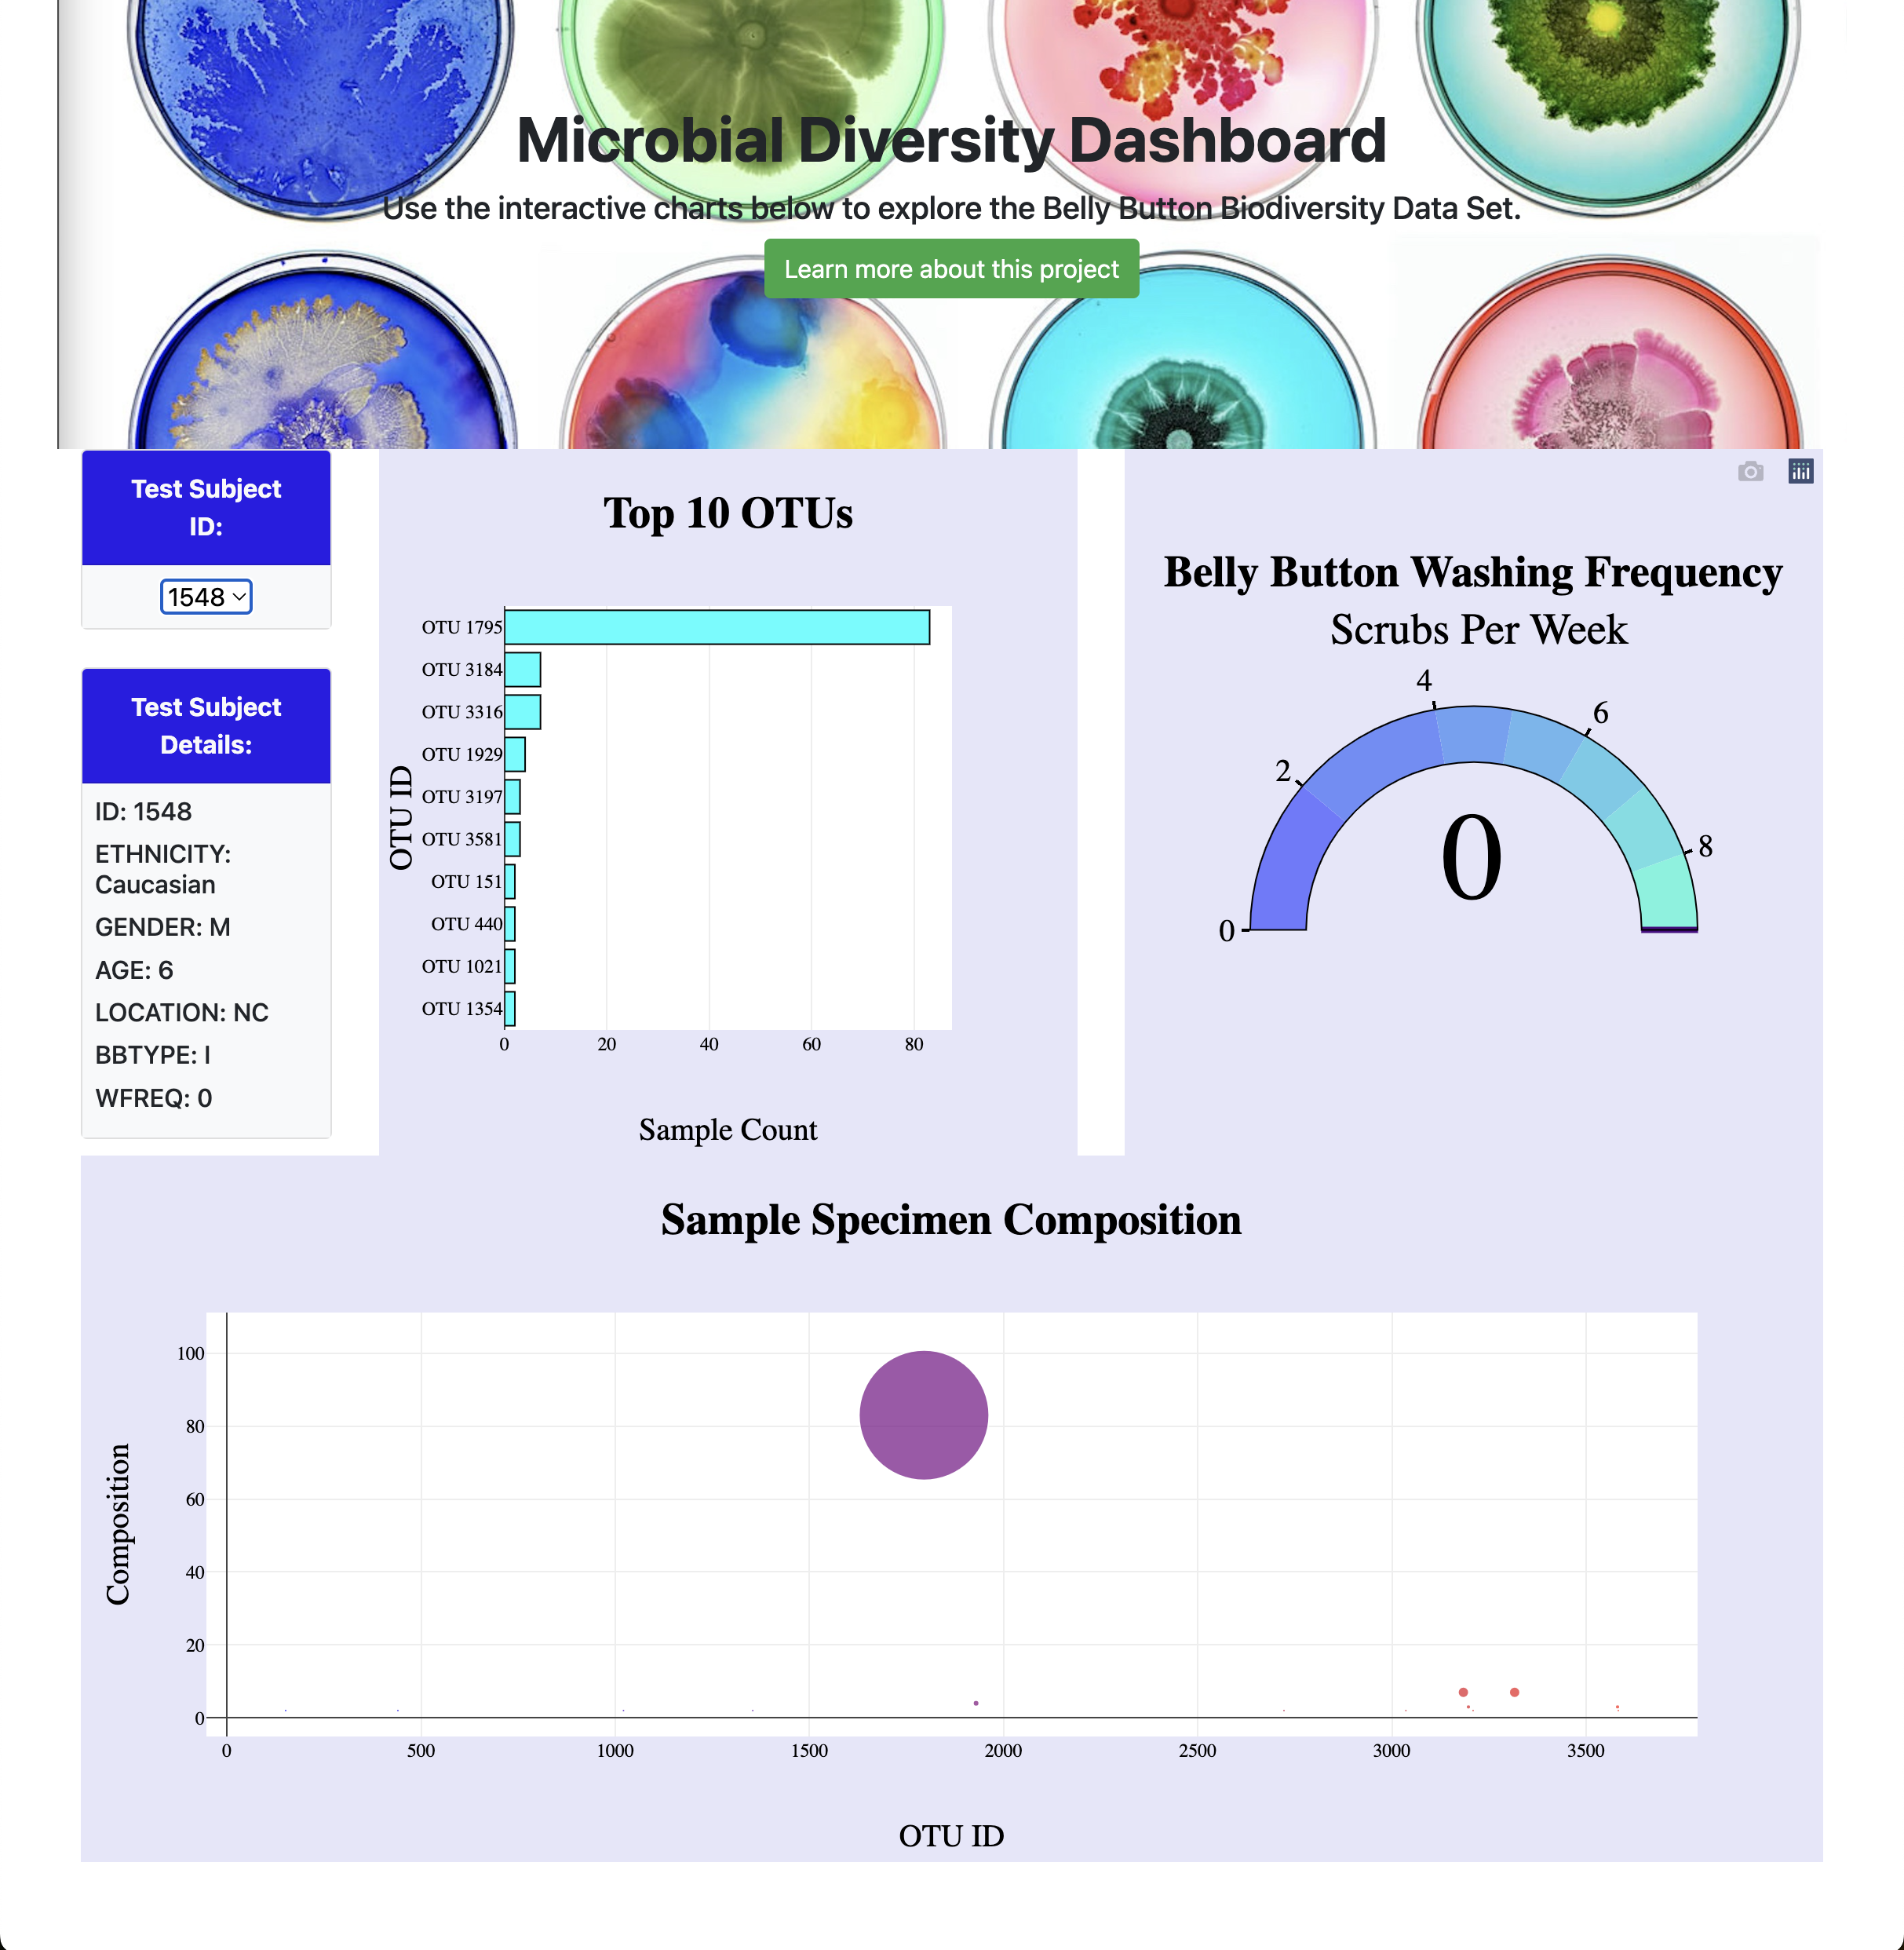 Microbial Diversity Dashboard
Use the interactive charts below to explore the Belly Button Biodiversity Data Set.
Learn more about this project
Test Subject
ID:
1548
Test Subject
Details:
ID: 1548
ETHNICITY:
Caucasian
GENDER: M
AGE: 6
LOCATION: NC
BBTYPE: I
WFREQ: 0
Top 10 OTUs
OTU ID
OTU 1795
OTU 3184
OTU 3316
OTU 1929
OTU 3197
OTU 3581
OTU 151
OTU 440
OTU 1021
OTU 1354
0 20 40 60 80
Sample Count
Belly Button Washing Frequency
Scrubs Per Week
0
2
4
6
8
0
Sample Specimen Composition
Composition
100
80
60
40
20
0
0 500 1000 1500 2000 2500 3000 3500
OTU ID